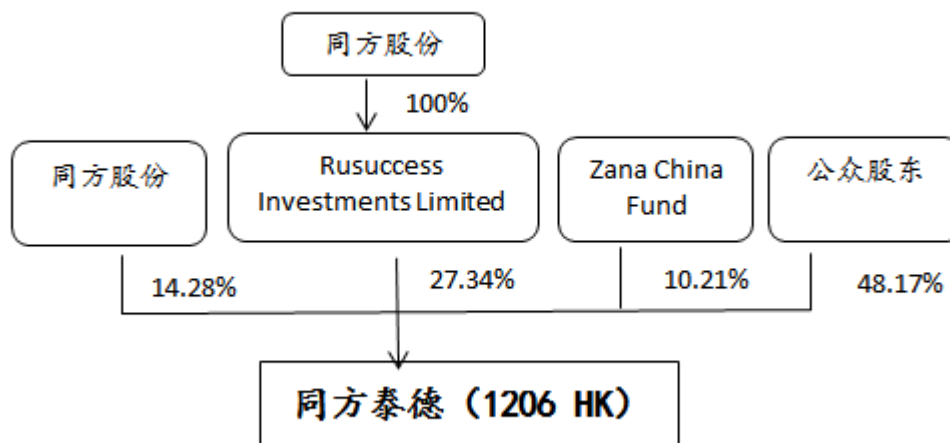 同方股份
100%
同方股份
Rusuccess
Investments Limited
Zana China
Fund
公众股东
14.28%
27.34%
10.21%
48.17%
同方泰德（1206 HK）